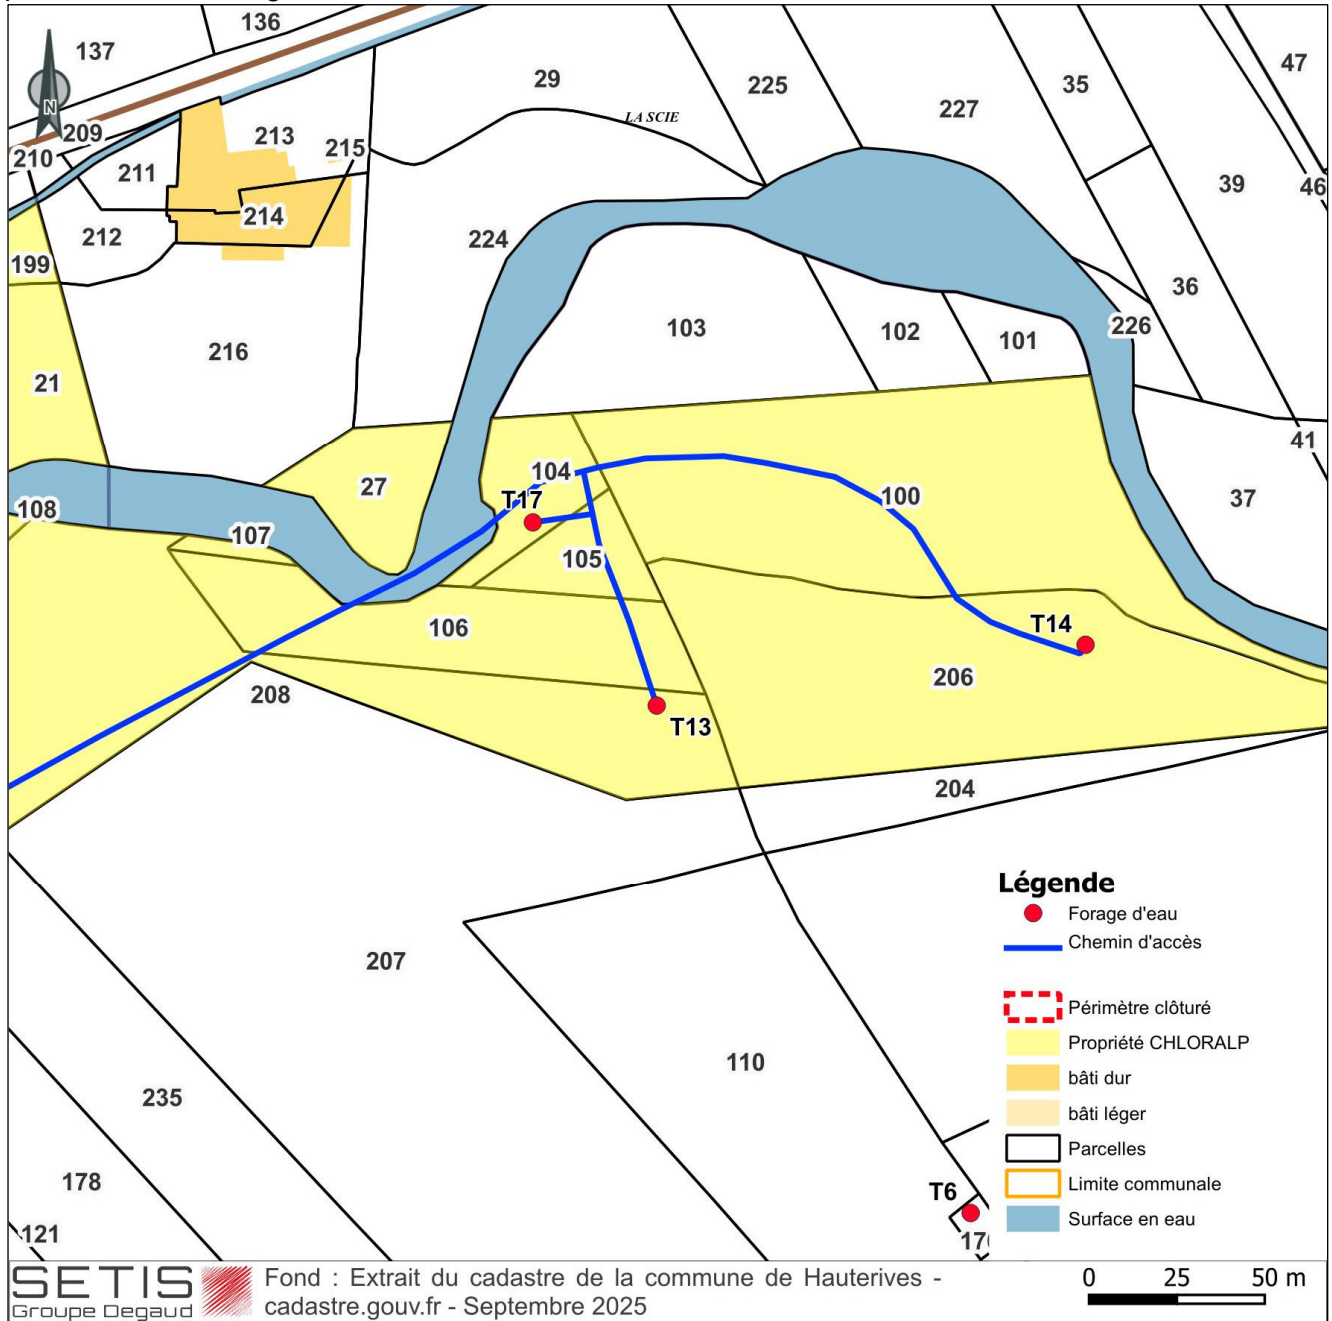 136
137
29
225
227
35
47
LA SCIE
209
213
215
210
211
39
46
214
212
224
199
36
226
216
103
102
101
21
41
104
27
T17
100
37
108
107
105
106
T14
206
208
T13
204
Légende
Forage d'eau
Chemin d'accès
207
Périmètre clôturé
Propriété CHLORALP
110
bâti dur
235
bâti léger
Parcelles
178
T6
Limite communale
121
Surface en eau
N
SETIS
Groupe Degaud
Fond : Extrait du cadastre de la commune de Hauterives -
cadastre.gouv.fr - Septembre 2025
0 25 50 m